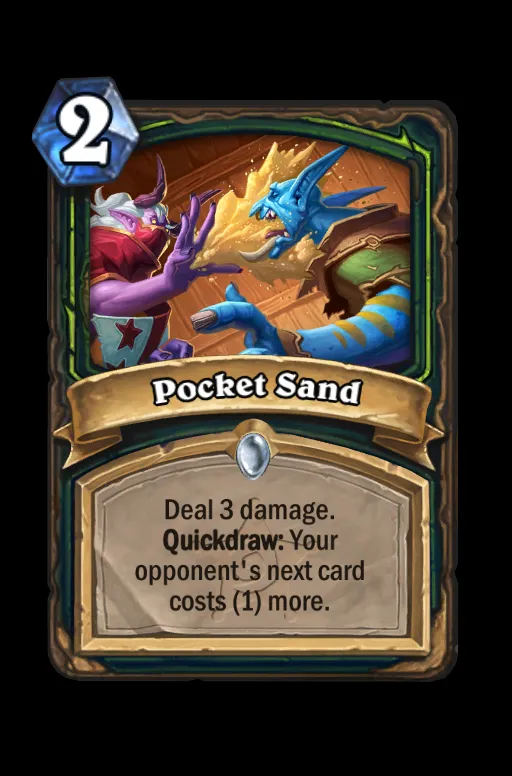 2
Pocket Sand
Deal 3 damage.
Quickdraw: Your
opponent's next card
costs (1) more.